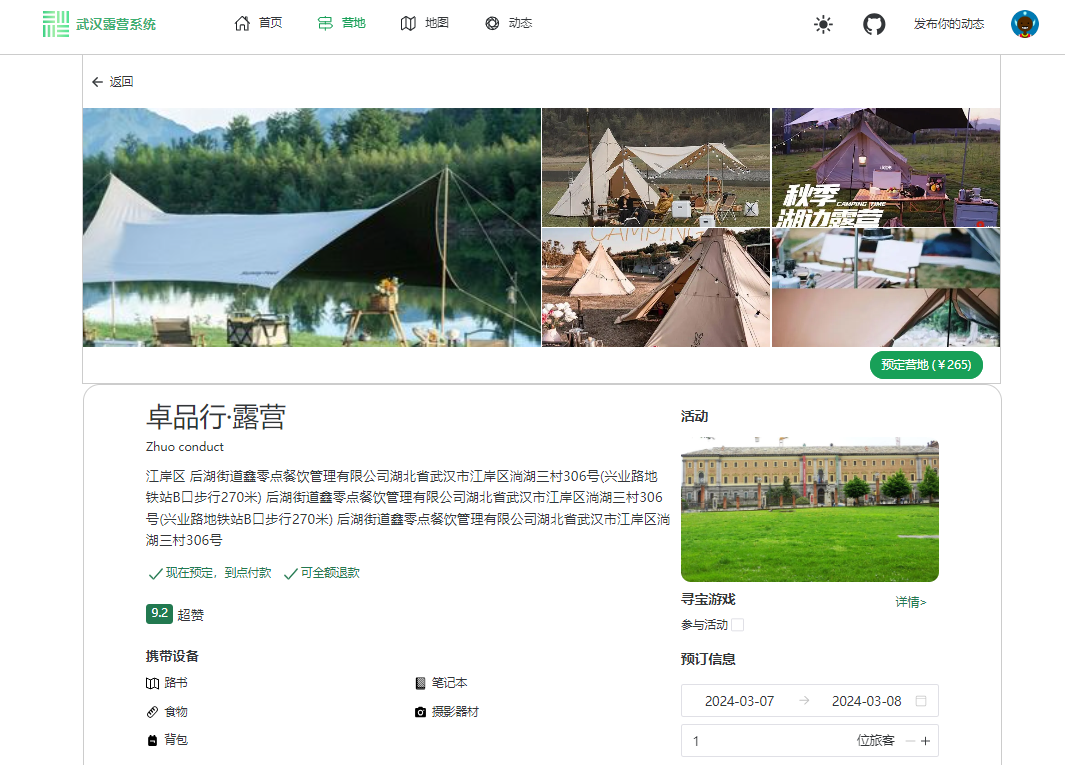 武汉露营系统
首页
营地
地图
动态
发布你的动态
返回
秋季
CAMPING TIME
湖边露营
CAMPING
预定营地 (￥265)
卓品行·露营
Zhuo conduct
江岸区 后湖街道鑫零点餐饮管理有限公司湖北省武汉市江岸区淌湖三村306号(兴业路地
铁站B口步行270米) 后湖街道鑫零点餐饮管理有限公司湖北省武汉市江岸区淌湖三村306
号(兴业路地铁站B口步行270米) 后湖街道鑫零点餐饮管理有限公司湖北省武汉市江岸区淌
湖三村306号
现在预定，到点付款
可全额退款
9.2 超赞
携带设备
路书
笔记本
食物
摄影器材
背包
活动
寻宝游戏
详情>
参与活动
预订信息
2024-03-07
2024-03-08
1
位旅客